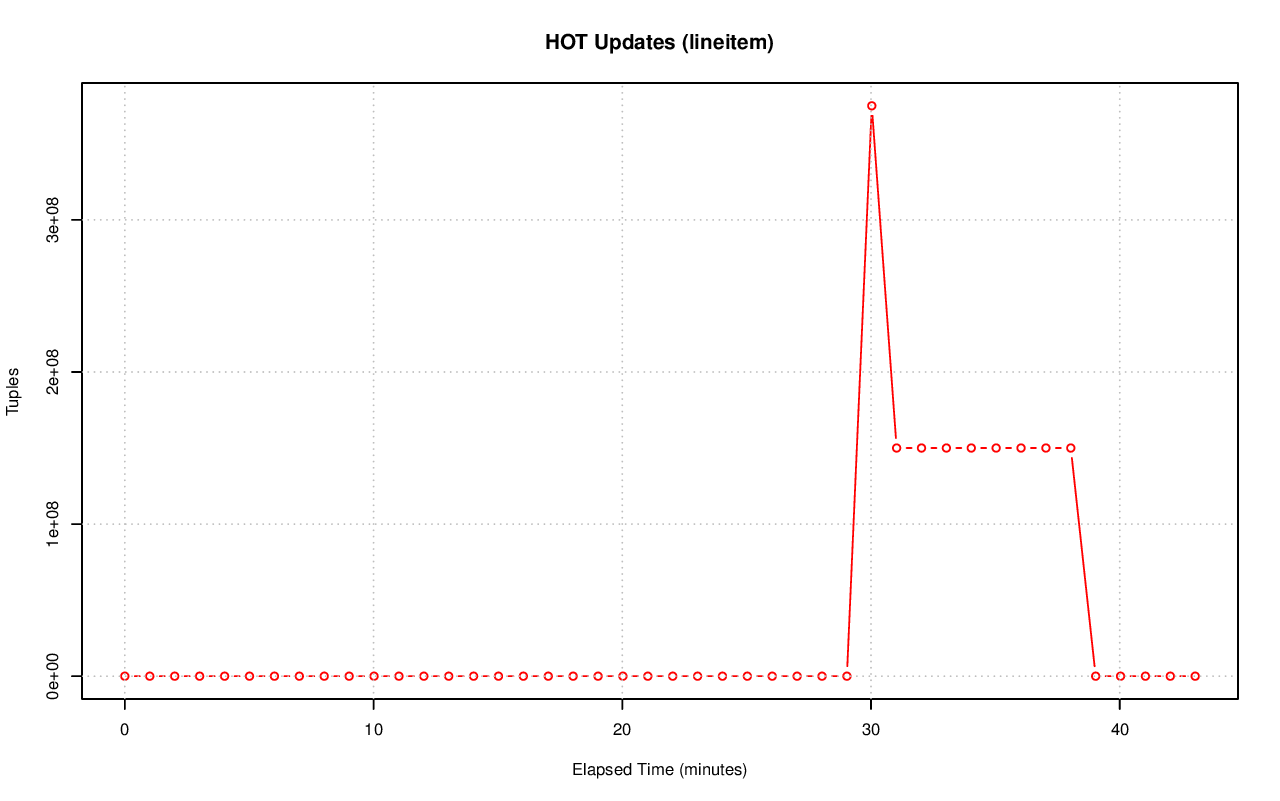 HOT Updates (lineitem)
Tuples
3e+08
2e+08
1e+08
0e+00
0 10 20 30 40
Elapsed Time (minutes)